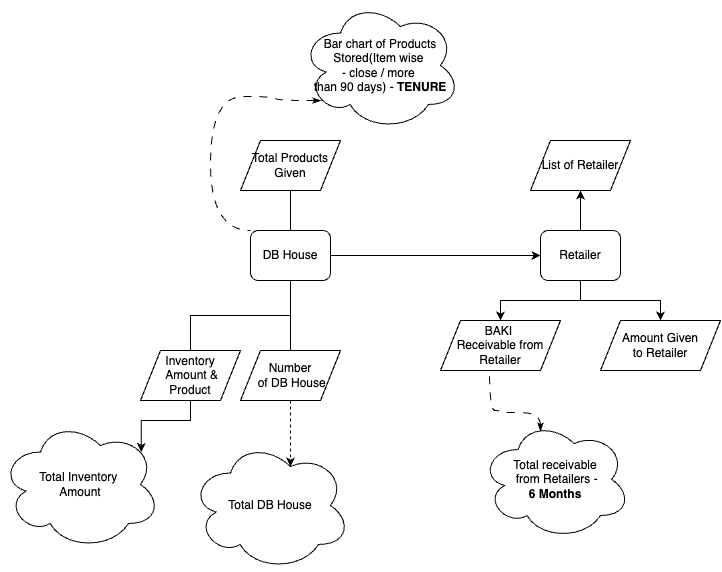 Bar chart of Products
Stored(Item wise
- close / more
than 90 days) - TENURE
Total Products
Given
List of Retailer
DB House
Retailer
BAKI
Receivable from
Retailer
Amount Given
to Retailer
Inventory
Amount &
Product
Number
of DB House
Total Inventory
Amount
Total DB House
Total receivable
from Retailers -
6 Months